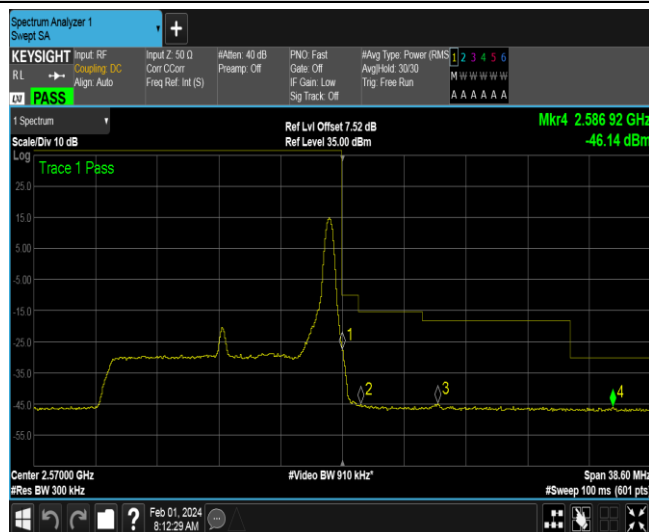 Spectrum Analyzer 1
Swept SA
KEYSIGHT
RL
PASS
Input: RF
Coupling: DC
Align: Auto
Input Z: 50 Ω
Corr CCorr
Freq Ref: Int (S)
#Atten: 40 dB
Preamp: Off
PNO: Fast
Gate: Off
IF Gain: Low
Sig Track: Off
#Avg Type: Power (RMS
Avg|Hold: 30/30
Trig: Free Run
1 2 3 4 5 6
M W W W W W
A A A A A A
1 Spectrum
Scale/Div 10 dB
Ref Lvl Offset 7.52 dB
Ref Level 35.00 dBm
Mkr4 2.586 92 GHz
-46.14 dBm
Log
Trace 1 Pass
25.0
15.0
5.00
-5.00
-15.0
-25.0
-35.0
-45.0
-55.0
1
2
3
4
Center 2.57000 GHz
#Res BW 300 kHz
#Video BW 910 kHz*
Span 38.60 MHz
#Sweep 100 ms (601 pts)
?
Feb 01, 2024
8:12:29 AM